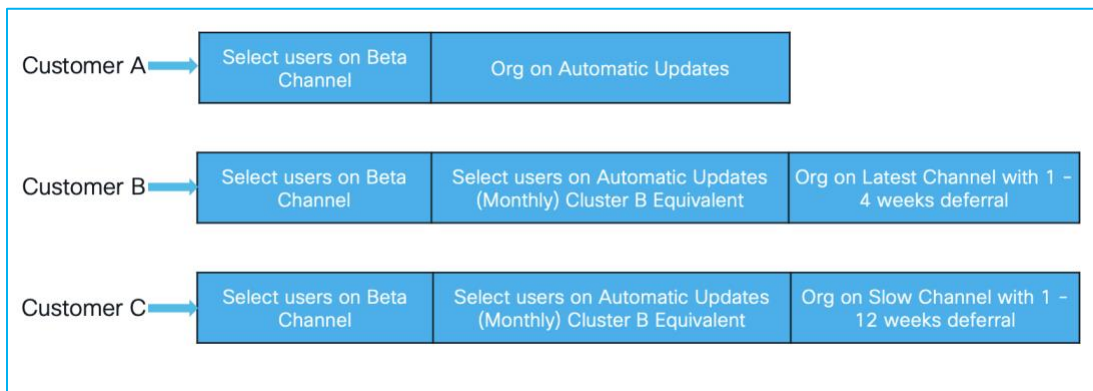 Customer A
Select users on Beta
Channel
Org on Automatic Updates
Customer B
Select users on Beta
Channel
Select users on Automatic Updates
(Monthly) Cluster B Equivalent
Org on Latest Channel with 1 –
4 weeks deferral
Customer C
Select users on Beta
Channel
Select users on Automatic Updates
(Monthly) Cluster B Equivalent
Org on Slow Channel with 1 –
12 weeks deferral